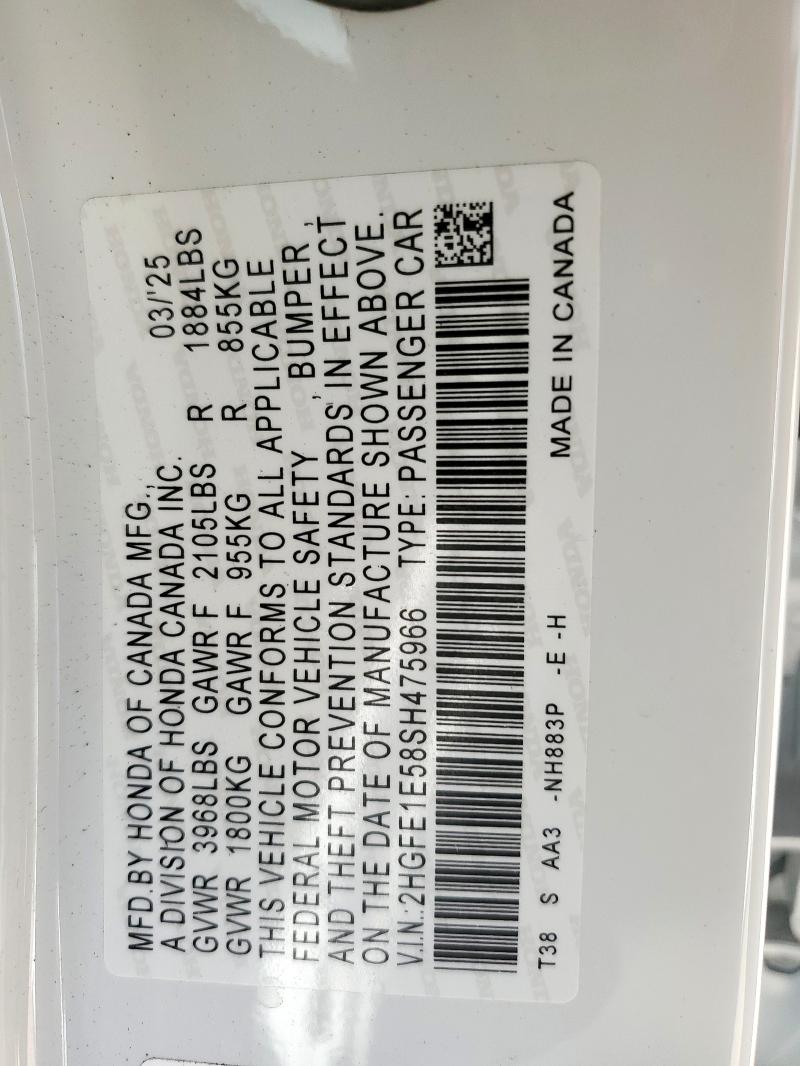 MFD.BY HONDA OF CANADA MFG., 03/'25
A DIVISION OF HONDA CANADA INC.
GVWR 3968LBS GAWR F 2105LBS R 1884LBS
GVWR 1800KG GAWR F 955KG R 855KG
THIS VEHICLE CONFORMS TO ALL APPLICABLE
FEDERAL MOTOR VEHICLE SAFETY , BUMPER ,
AND THEFT PREVENTION STANDARDS IN EFFECT
ON THE DATE OF MANUFACTURE SHOWN ABOVE.
V.I.N.:2HGFE1E58SH475966 TYPE: PASSENGER CAR
T38 S AA3 -NH883P -E -H MADE IN CANADA